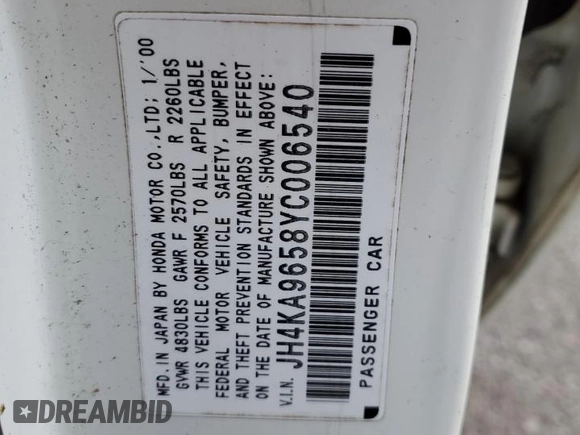 MFD. IN JAPAN BY HONDA MOTOR CO.,LTD; 1/'00
GVWR 4830LBS GAWR F 2570LBS R 2260LBS
THIS VEHICLE CONFORMS TO ALL APPLICABLE
FEDERAL MOTOR VEHICLE SAFETY, BUMPER,
AND THEFT PREVENTION STANDARDS IN EFFECT
ON THE DATE OF MANUFACTURE SHOWN ABOVE:
V.I.N. JH4KA9658YC006540
PASSENGER CAR
DREAMBID